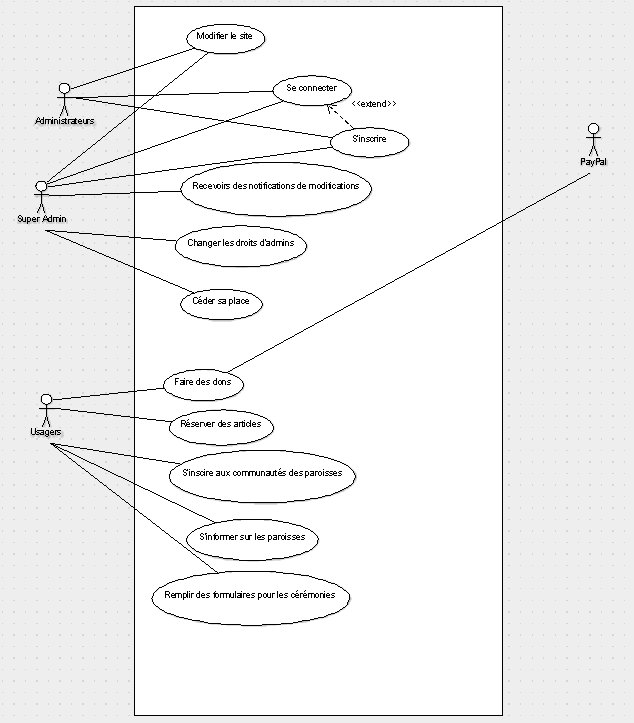 Modifier le site
Se connecter
<<extend>>
Administrateurs
S'inscrire
PayPal
Recevoirs des notifications de modifications
Super Admin
Changer les droits d'admins
Céder sa place
Faire des dons
Réserver des articles
Usagers
S'inscire aux communautés des paroisses
S'informer sur les paroisses
Remplir des formulaires pour les cérémonies